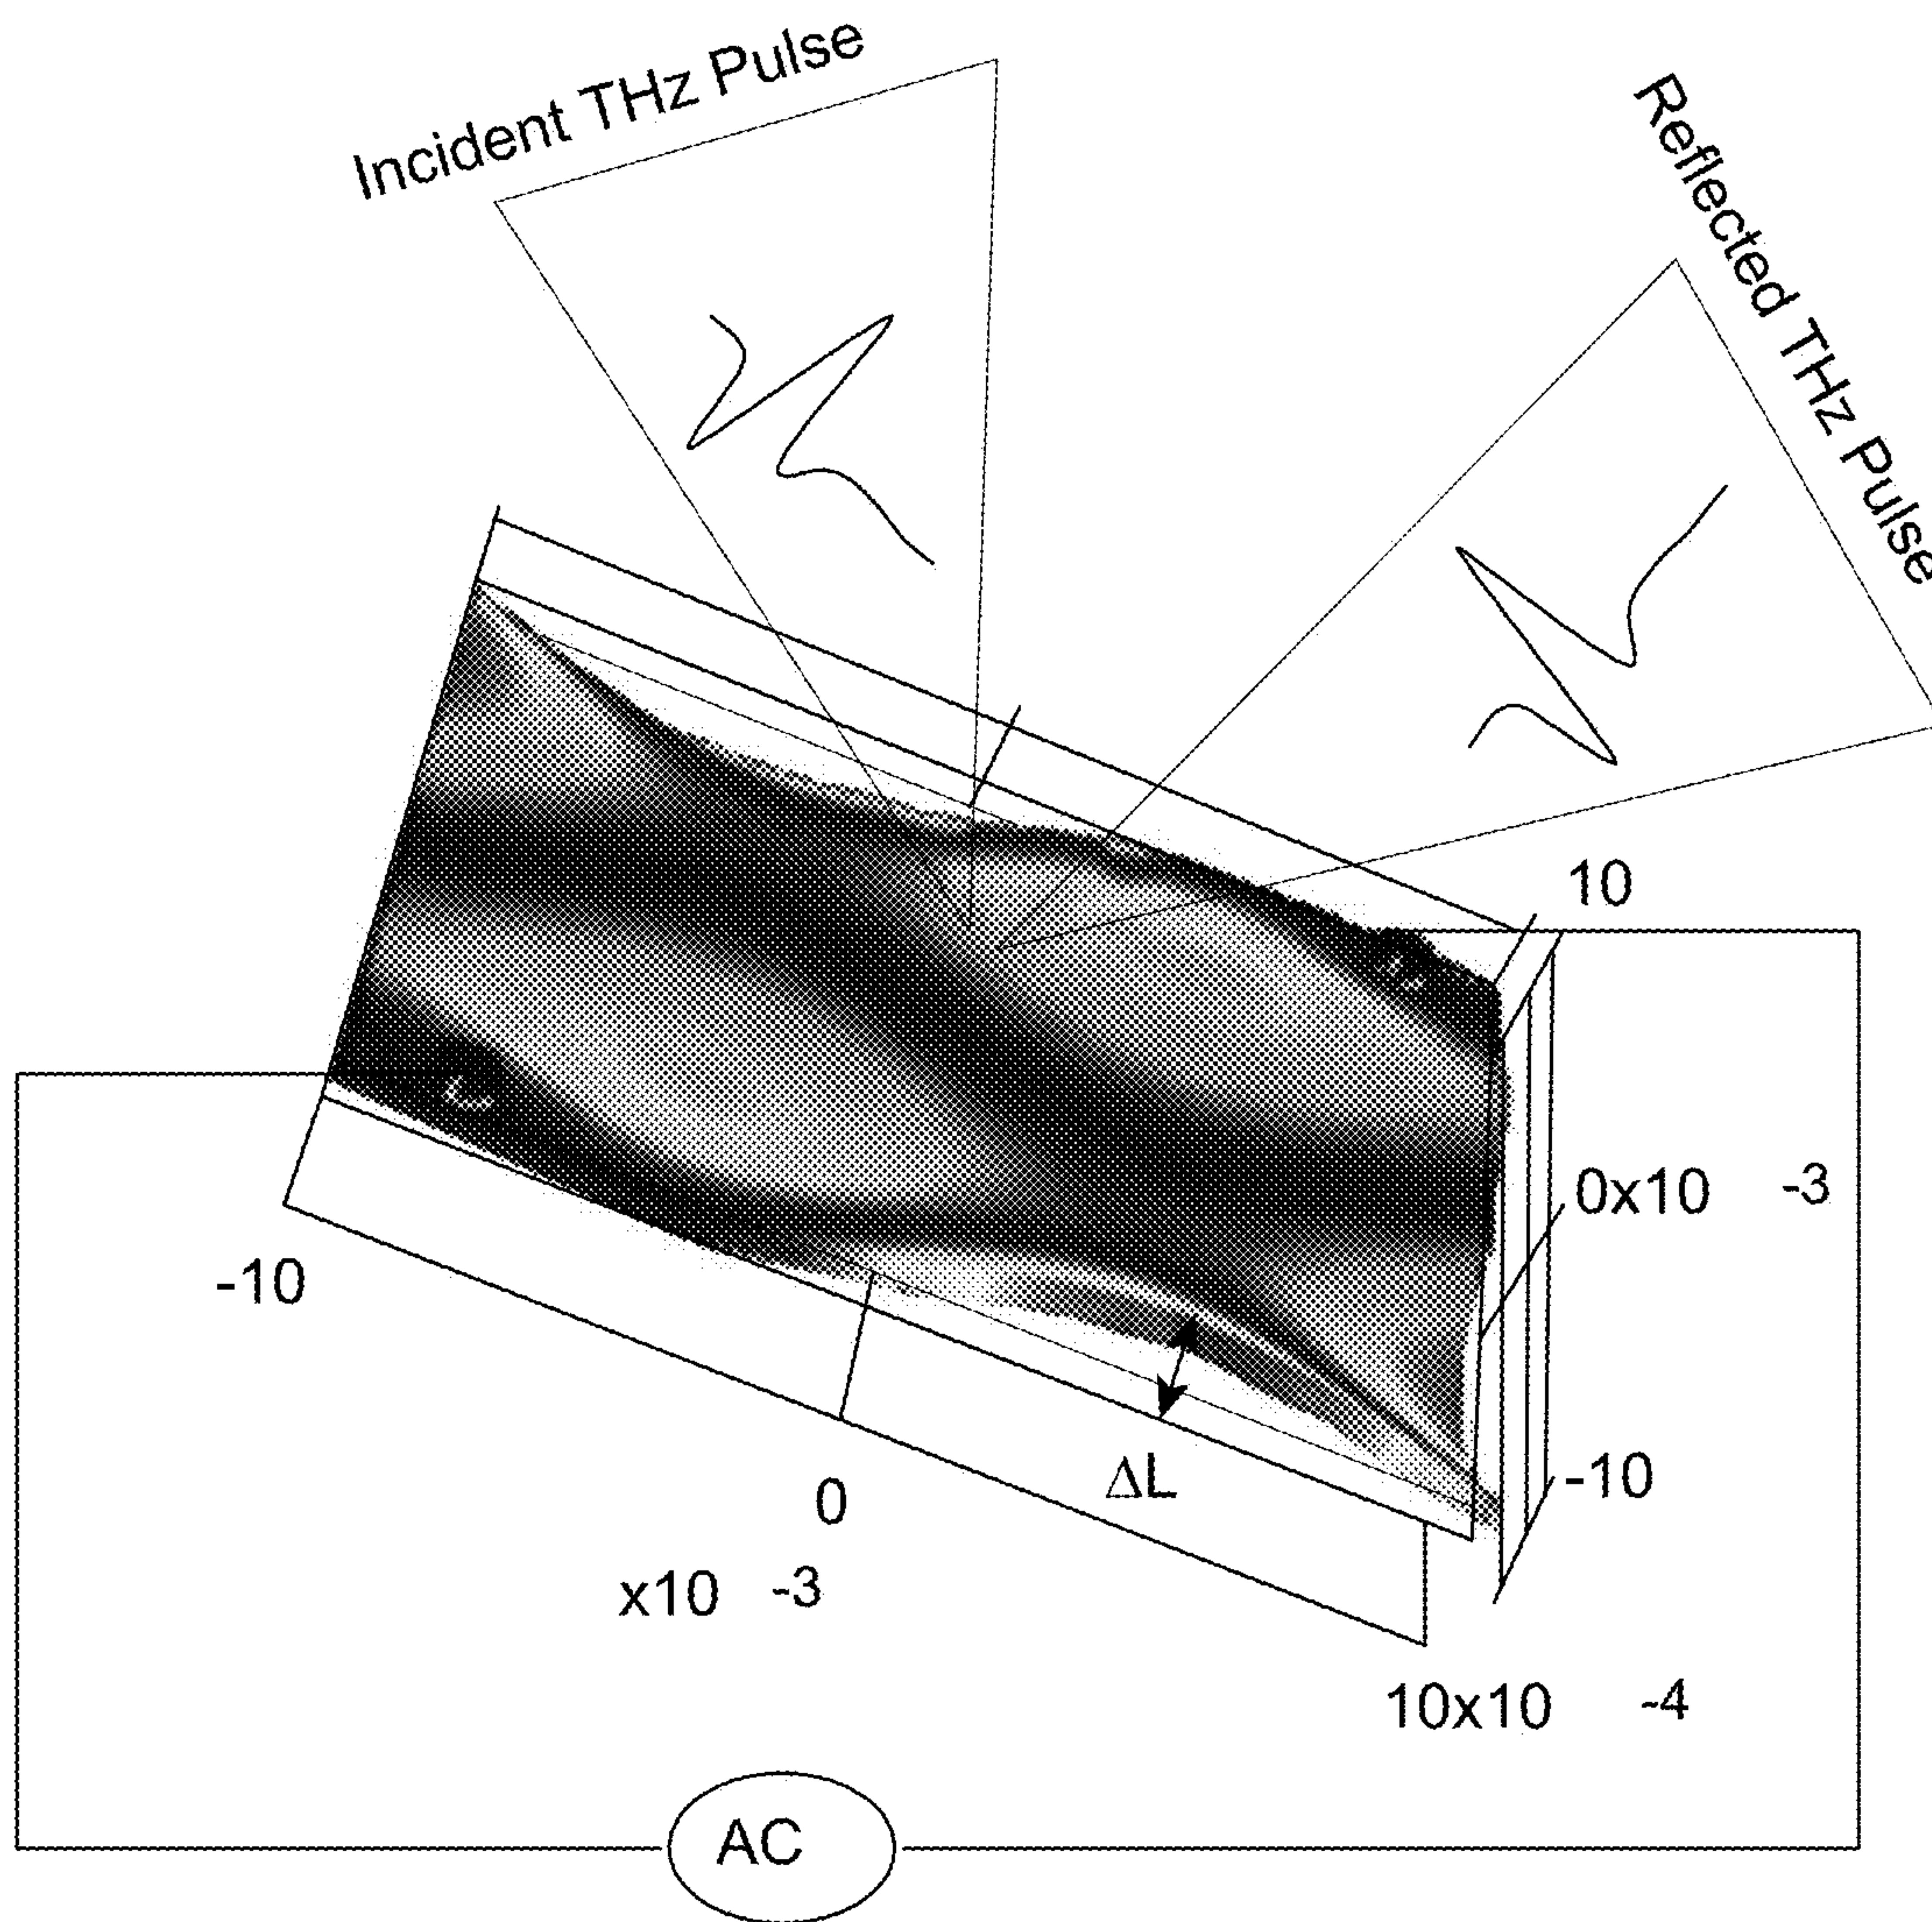 Incident THz Pulse
Reflected THz Pulse
10
0x10 -3
-10
-10
ΔL
0
x10 -3
10x10 -4
AC